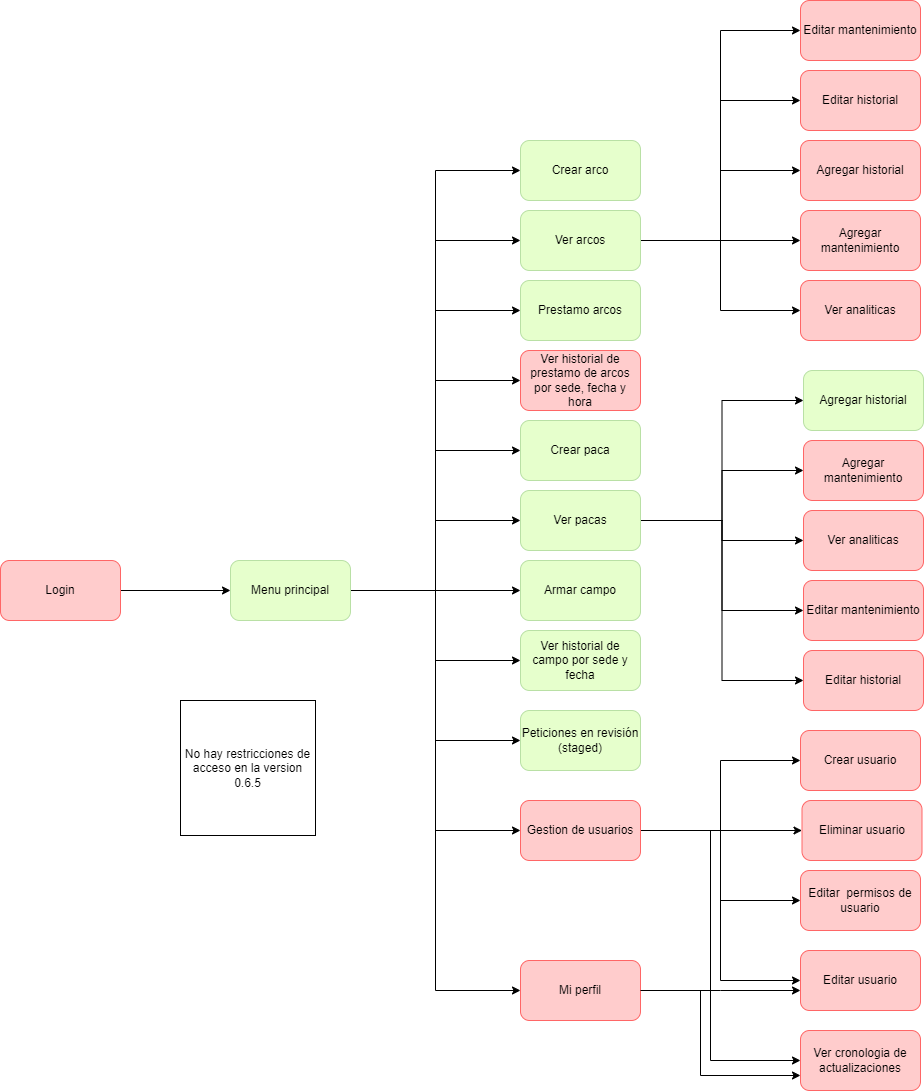 Editar mantenimiento
Editar historial
Crear arco
Agregar historial
Ver arcos
Agregar
mantenimiento
Prestamo arcos
Ver analiticas
Ver historial de
prestamo de arcos
por sede, fecha y
hora
Agregar historial
Crear paca
Agregar
mantenimiento
Ver pacas
Ver analiticas
Login
Menu principal
Armar campo
Editar mantenimiento
Ver historial de
campo por sede y
fecha
Editar historial
No hay restricciones de
acceso en la version
0.6.5
Peticiones en revisión
(staged)
Crear usuario
Gestion de usuarios
Eliminar usuario
Editar  permisos de
usuario
Mi perfil
Editar usuario
Ver cronologia de
actualizaciones